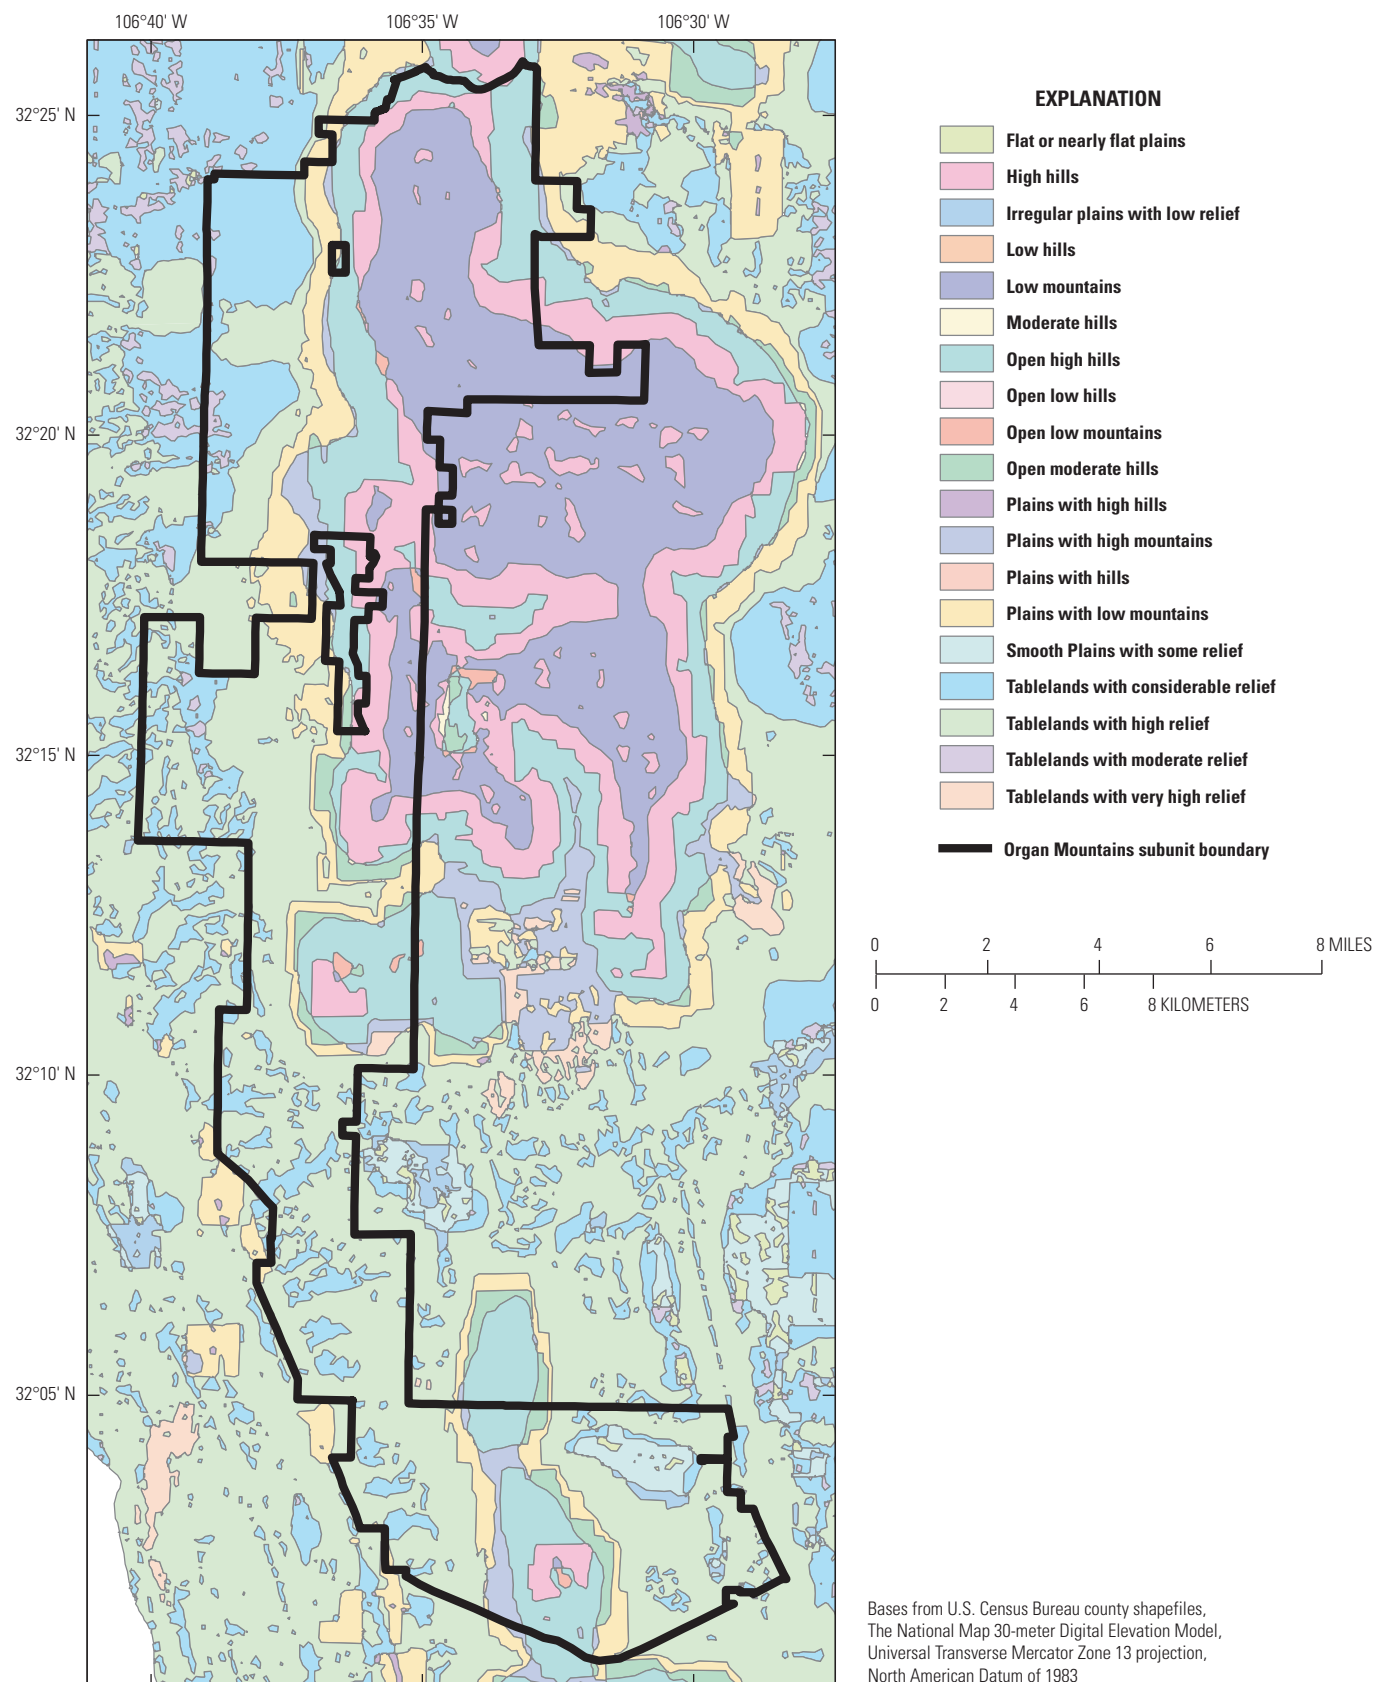 106°40' W 106°35' W 106°30' W
32°25' N
32°20' N
32°15' N
32°10' N
32°05' N
EXPLANATION
Flat or nearly flat plains
High hills
Irregular plains with low relief
Low hills
Low mountains
Moderate hills
Open high hills
Open low hills
Open low mountains
Open moderate hills
Plains with high hills
Plains with high mountains
Plains with hills
Plains with low mountains
Smooth Plains with some relief
Tablelands with considerable relief
Tablelands with high relief
Tablelands with moderate relief
Tablelands with very high relief
Organ Mountains subunit boundary
0 2 4 6 8 MILES
0 2 4 6 8 KILOMETERS
Bases from U.S. Census Bureau county shapefiles,
The National Map 30-meter Digital Elevation Model,
Universal Transverse Mercator Zone 13 projection,
North American Datum of 1983